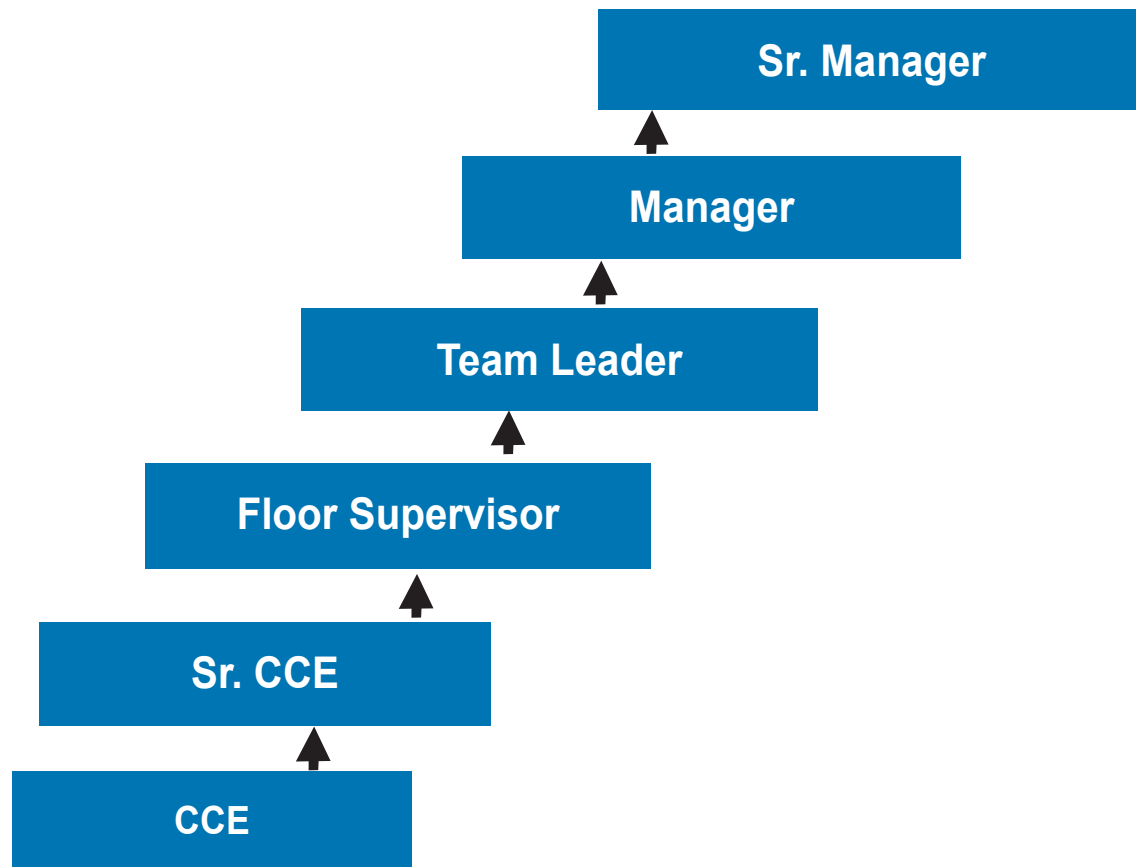 Sr. Manager
Manager
Team Leader
Floor Supervisor
Sr. CCE
CCE